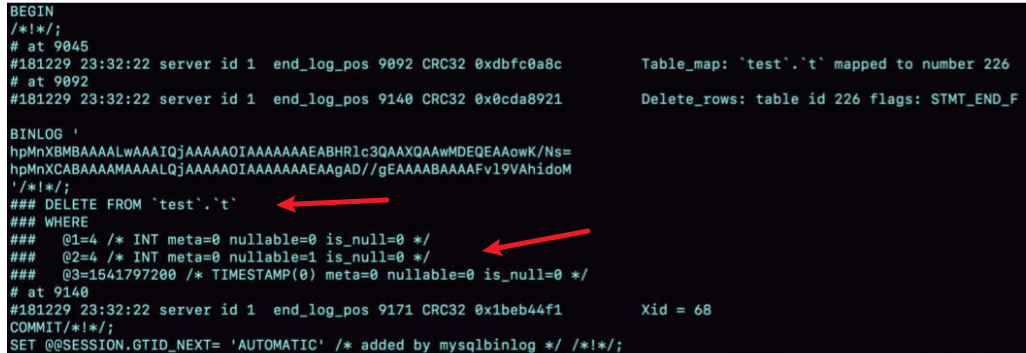 BEGIN
/*!*/;
# at 9045
#181229 23:32:22 server id 1  end_log_pos 9092 CRC32 0xdbfc0a8c  Table_map: `test`.`t` mapped to number 226
# at 9092
#181229 23:32:22 server id 1  end_log_pos 9140 CRC32 0x0cda8921  Delete_rows: table id 226 flags: STMT_END_F
BINLOG '
hpMnXBMBAAAALwAAAIQjAAAAAOIAAAAAAAEABHRlc3QAAXQAAwMDEQEAAowK/Ns=
hpMnXCABAAAAMAAAALQjAAAAAOIAAAAAAAEAAgAD//gEAAAABAAAAFvl9VAhidoM
'/*!*/;
### DELETE FROM `test`.`t`
### WHERE
###   @1=4 /* INT meta=0 nullable=0 is_null=0 */
###   @2=4 /* INT meta=0 nullable=1 is_null=0 */
###   @3=1541797200 /* TIMESTAMP(0) meta=0 nullable=0 is_null=0 */
# at 9140
#181229 23:32:22 server id 1  end_log_pos 9171 CRC32 0x1beb44f1  Xid = 68
COMMIT/*!*/;
SET @@SESSION.GTID_NEXT= 'AUTOMATIC' /* added by mysqlbinlog */ /*!*/;